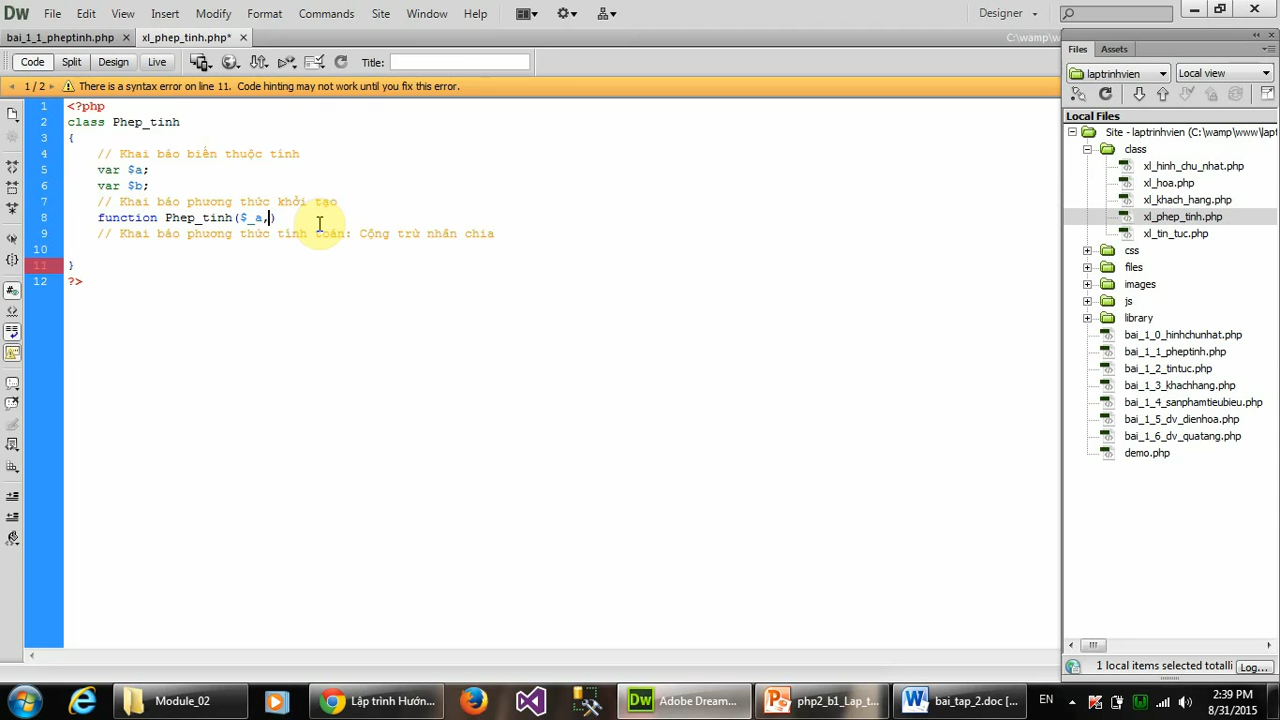 Dw File Edit View Insert Modify Format Commands Site Window Help Designer
bai_1_1_pheptinh.php × xl_phep_tinh.php* × C:\wamp\www
Code Split Design Live Title:
1 / 2 There is a syntax error on line 11. Code hinting may not work until you fix this error.
1 <?php
2 class Phep_tinh
3 {
4 // Khai báo biến thuộc tính
5 var $a;
6 var $b;
7 // Khai báo phương thức khởi tạo
8 function Phep_tinh($_a,)
9 // Khai báo phương thức tính toán: Cộng trừ nhân chia
10
11 }
12 ?>
Files Assets
laptrinhvien Local view
Local Files
Site - laptrinhvien (C:\wamp\www\lapt
class
xl_hinh_chu_nhat.php
xl_hoa.php
xl_khach_hang.php
xl_phep_tinh.php
xl_tin_tuc.php
css
files
images
js
library
bai_1_0_hinhchunhat.php
bai_1_1_pheptinh.php
bai_1_2_tintuc.php
bai_1_3_khachhang.php
bai_1_4_sanphamtieubieu.php
bai_1_5_dv_dienhoa.php
bai_1_6_dv_quatang.php
demo.php
1 local items selected totalli Log...
Module_02 Lập trình Hướn... Dw Adobe Dream... php2_b1_Lap_t... bai_tap_2.doc [... EN 2:39 PM
8/31/2015